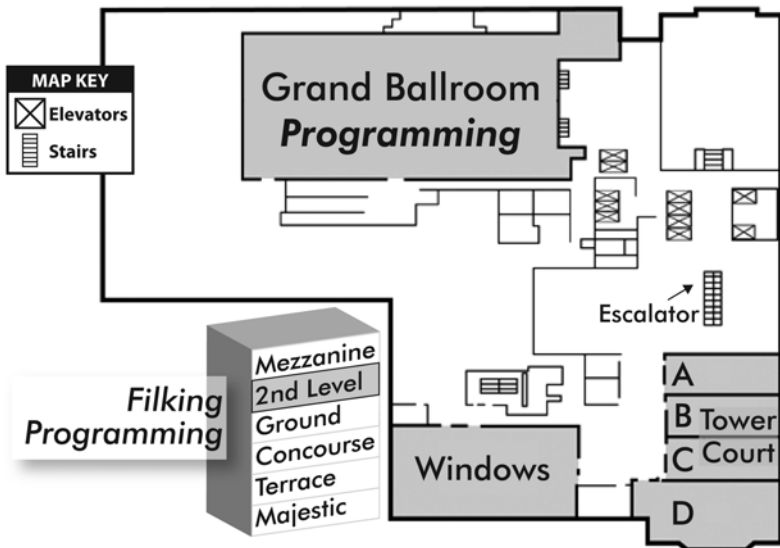 MAP KEY
Elevators
Stairs
Grand Ballroom
Programming
Escalator
Mezzanine
2nd Level
Ground
Concourse
Terrace
Majestic
Filking
Programming
Windows
A
B Tower
C Court
D